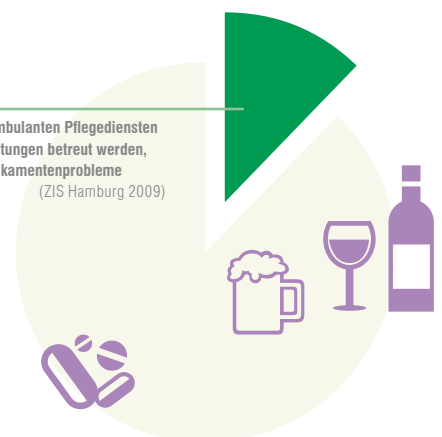 mbulanten Pflegediensten
tungen betreut werden,
kamentenprobleme
(ZIS Hamburg 2009)